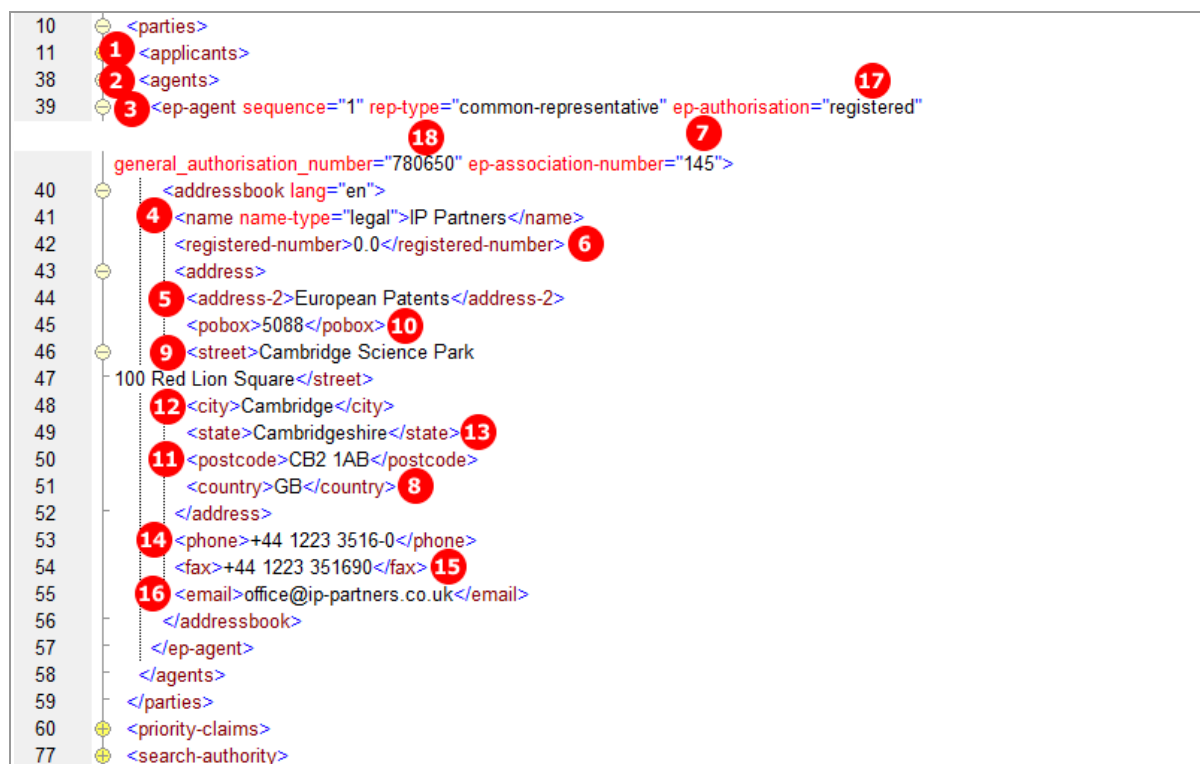 10 <parties>
11 1 <applicants>
38 2 <agents> 17
39 3 <ep-agent sequence="1" rep-type="common-representative" ep-authorisation="registered"
18 7
general_authorisation_number="780650" ep-association-number="145">
40 <addressbook lang="en">
41 4 <name name-type="legal">IP Partners</name>
42 <registered-number>0.0</registered-number> 6
43 <address>
44 5 <address-2>European Patents</address-2>
45 <pobox>5088</pobox> 10
46 9 <street>Cambridge Science Park
47 100 Red Lion Square</street>
48 12 <city>Cambridge</city>
49 <state>Cambridgeshire</state> 13
50 11 <postcode>CB2 1AB</postcode>
51 <country>GB</country> 8
52 </address>
53 14 <phone>+44 1223 3516-0</phone>
54 <fax>+44 1223 351690</fax> 15
55 16 <email>office@ip-partners.co.uk</email>
56 </addressbook>
57 </ep-agent>
58 </agents>
59 </parties>
60 <priority-claims>
77 <search-authority>